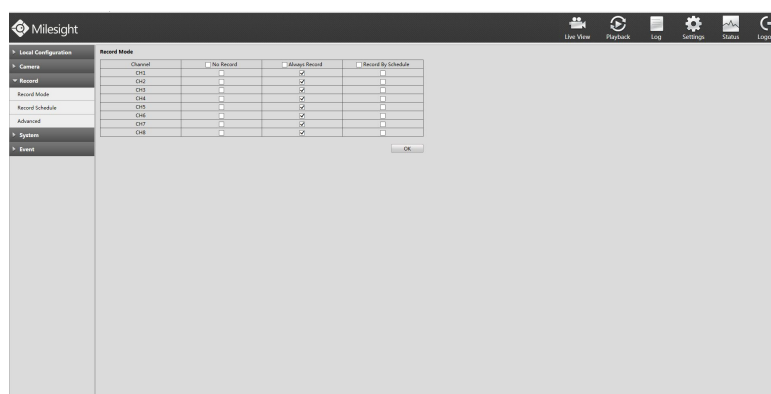 Milesight
Live View
Playback
Log
Settings
Status
Local Configuration
Camera
Record
Record Mode
Record Schedule
Advanced
System
Event
Record Mode
Channel No Record Always Record Record By Schedule
CH1
CH2
CH3
CH4
CH5
CH6
CH7
CH8
OK